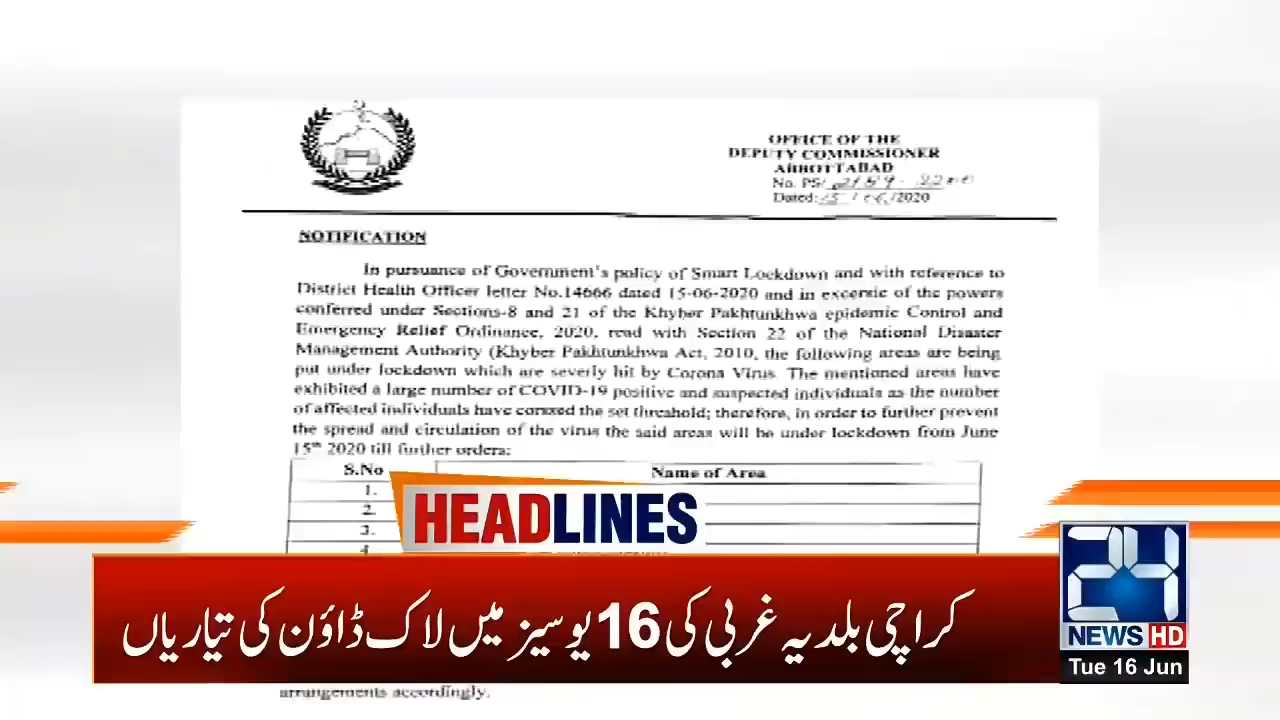 OFFICE OF THE
DEPUTY COMMISSIONER
ABBOTTABAD
No. PS/
Dated: 15/06/2020
NOTIFICATION
In pursuance of Government's policy of Smart Lockdown and with reference to
District Health Officer letter No.14666 dated 15-06-2020 and in excersie of the powers
conferred under Sections-8 and 21 of the Khyber Pakhtunkhwa epidemic Control and
Emergency Relief Ordinance, 2020, read with Section 22 of the National Disaster
Management Authority (Khyber Pakhtunkhwa Act, 2010, the following areas are being
put under lockdown which are severly hit by Corona Virus. The mentioned areas have
exhibited a large number of COVID-19 positive and suspected individuals as the number
of affected individuals have the set threshold; therefore, in order to further prevent
the spread and circulation of the virus the said areas will be under lockdown from June
15th 2020 till further orders:
S.No Name of Area
1.
2.
3.
4.
HEADLINES
کراچی بلدیہ غربی کی 16 یوسیز میں لاک ڈاؤن کی تیاریاں
24
NEWS HD
Tue 16 Jun
arrangements accordingly.